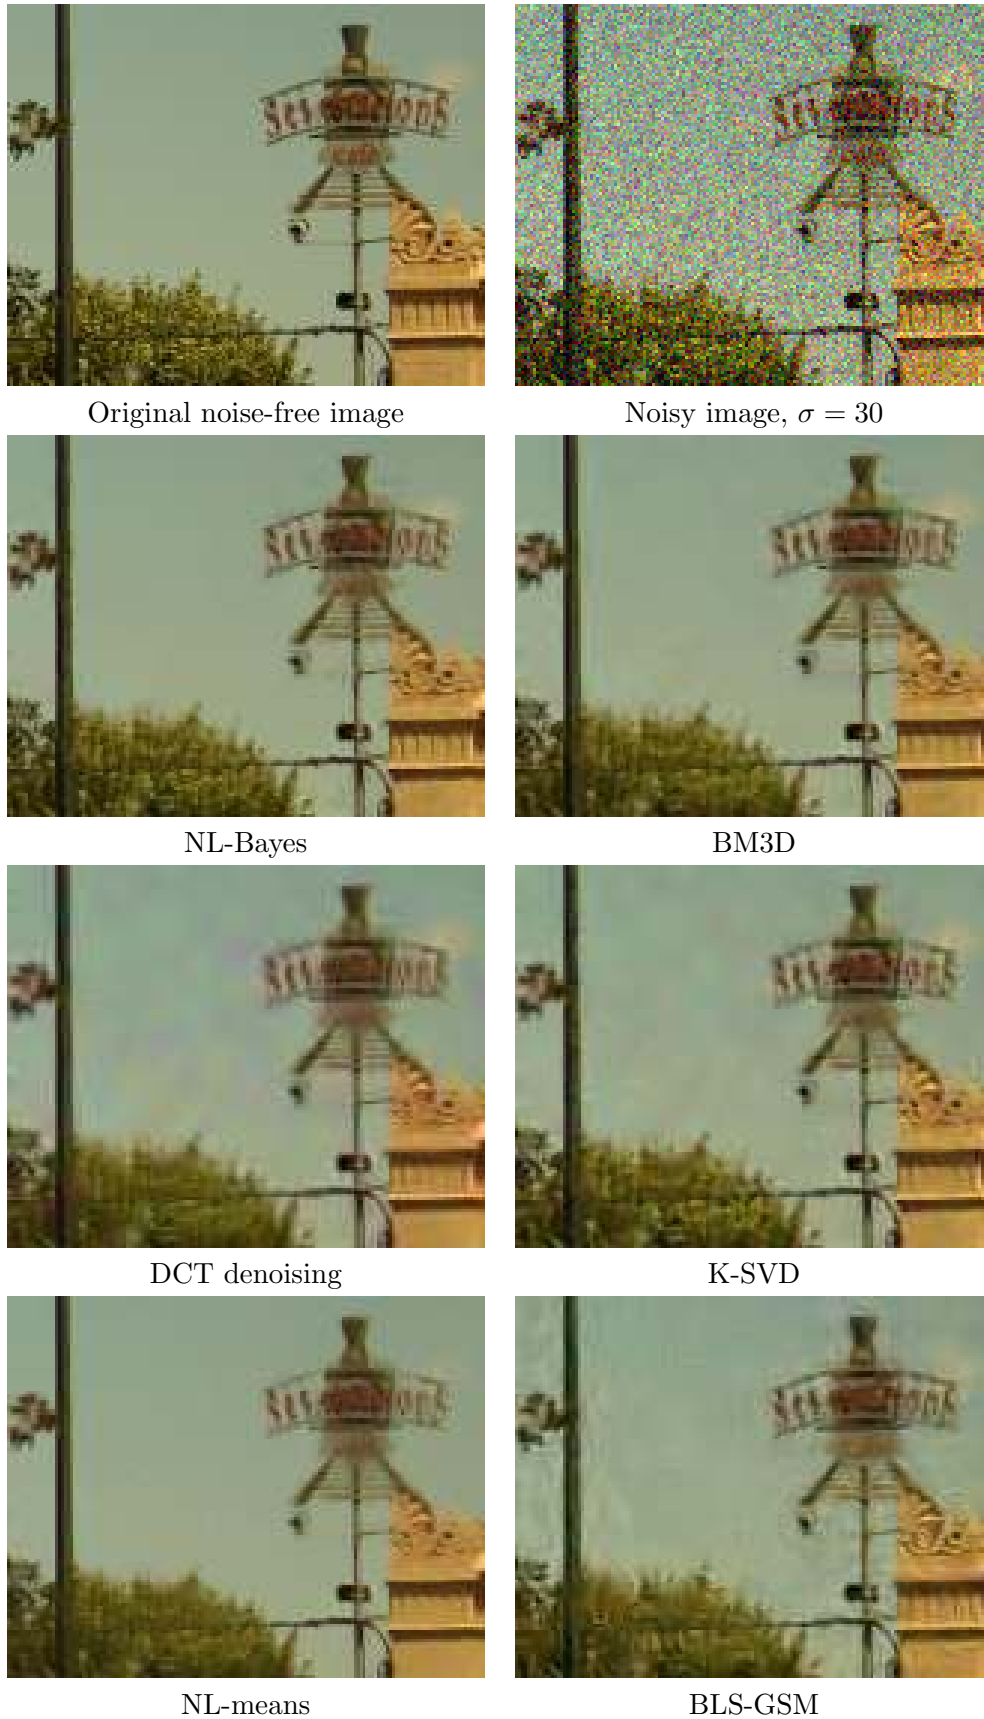 Original noise-free image
Noisy image, σ = 30
NL-Bayes
BM3D
DCT denoising
K-SVD
NL-means
BLS-GSM